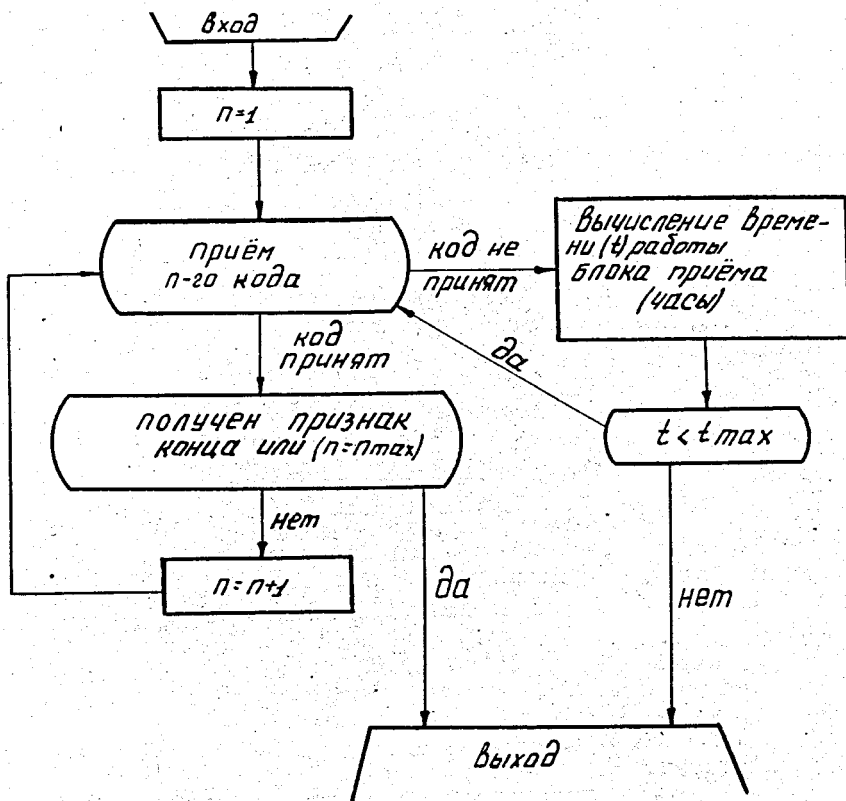 вход
n=1
приём
n-го кода
код не
принят
вычисление време-
ни (t) работы
блока приёма
(часы)
код
принят
да
t < t max
получен признак
конца или (n=nmax)
нет
n=n+1
да
нет
выход